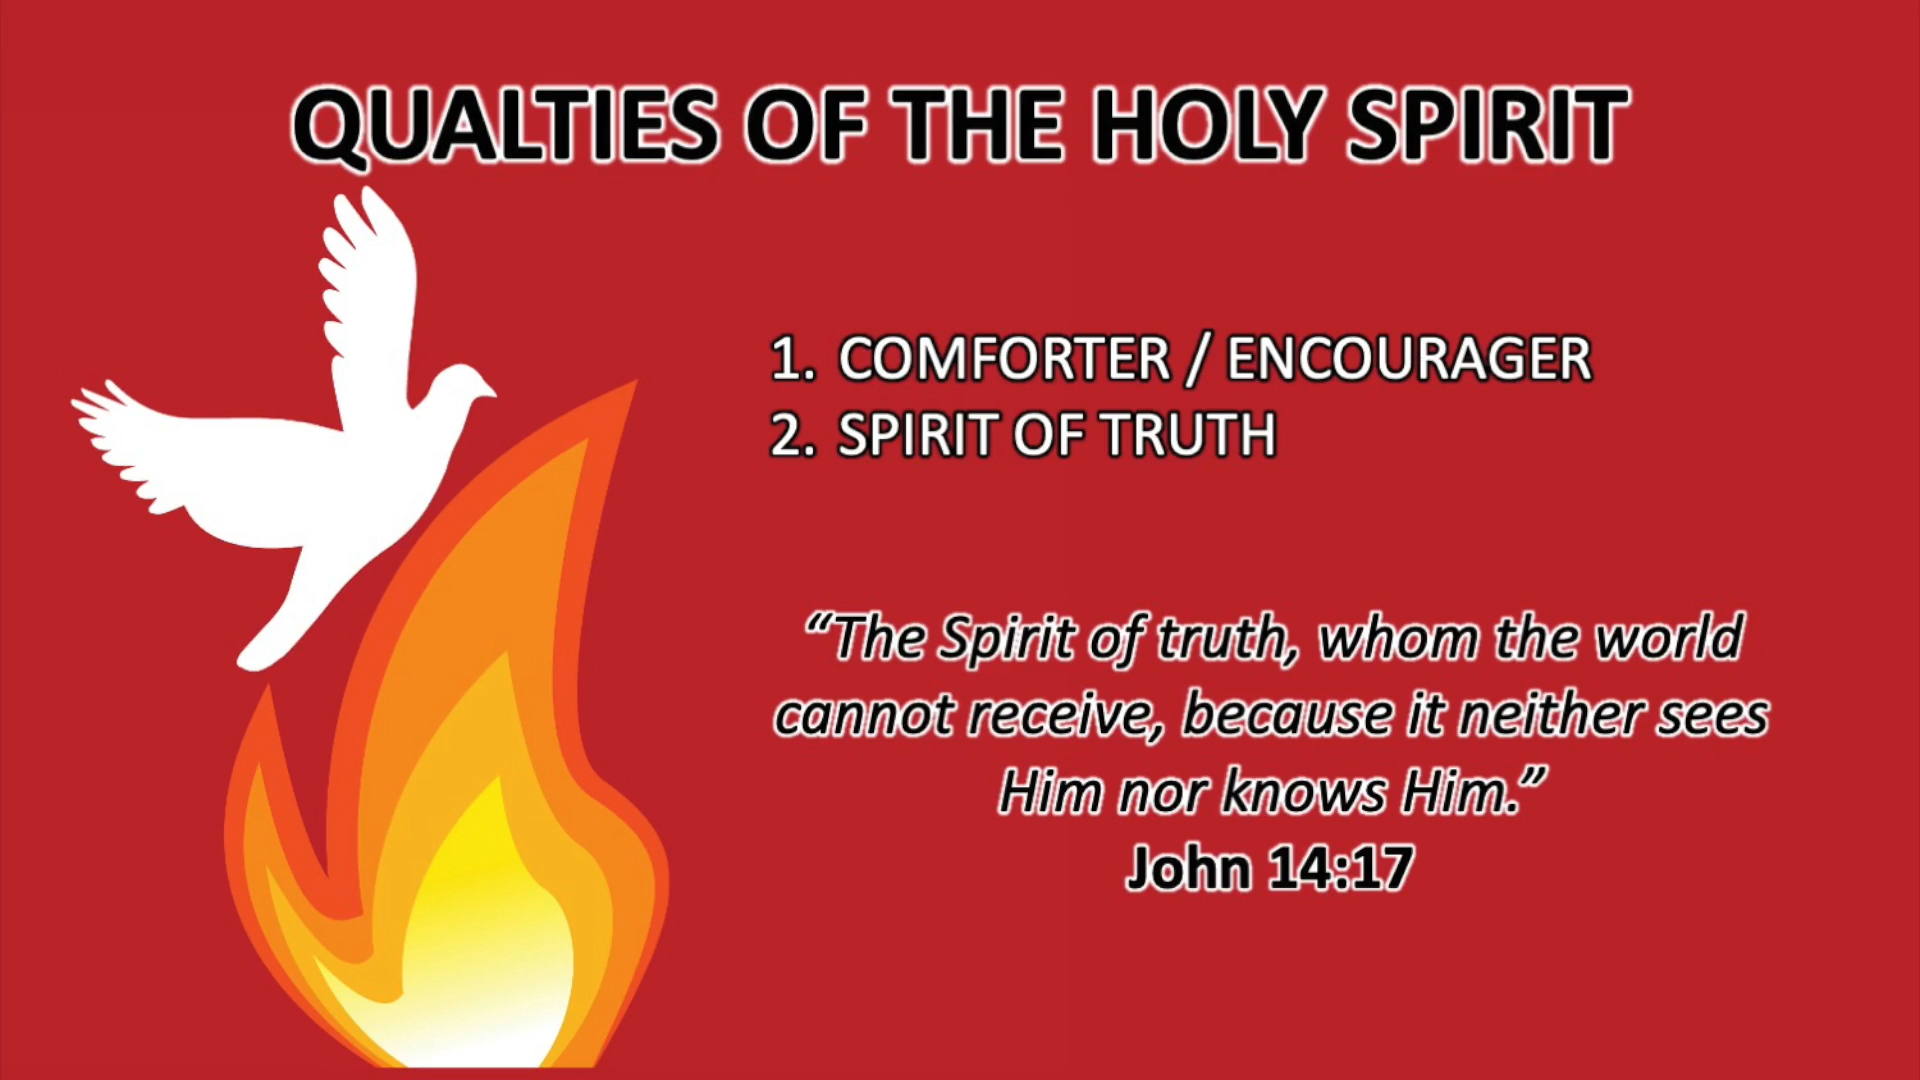 QUALTIES OF THE HOLY SPIRIT
1. COMFORTER / ENCOURAGER
2. SPIRIT OF TRUTH
“The Spirit of truth, whom the world
cannot receive, because it neither sees
Him nor knows Him.”
John 14:17